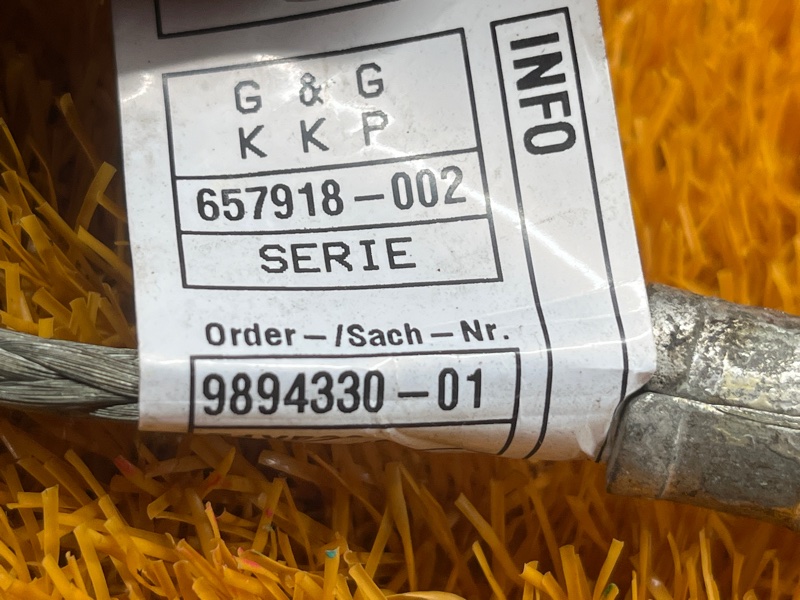 G & G
K K P
657918-002
SERIE
Order-/Sach-Nr.
9894330-01
INFO